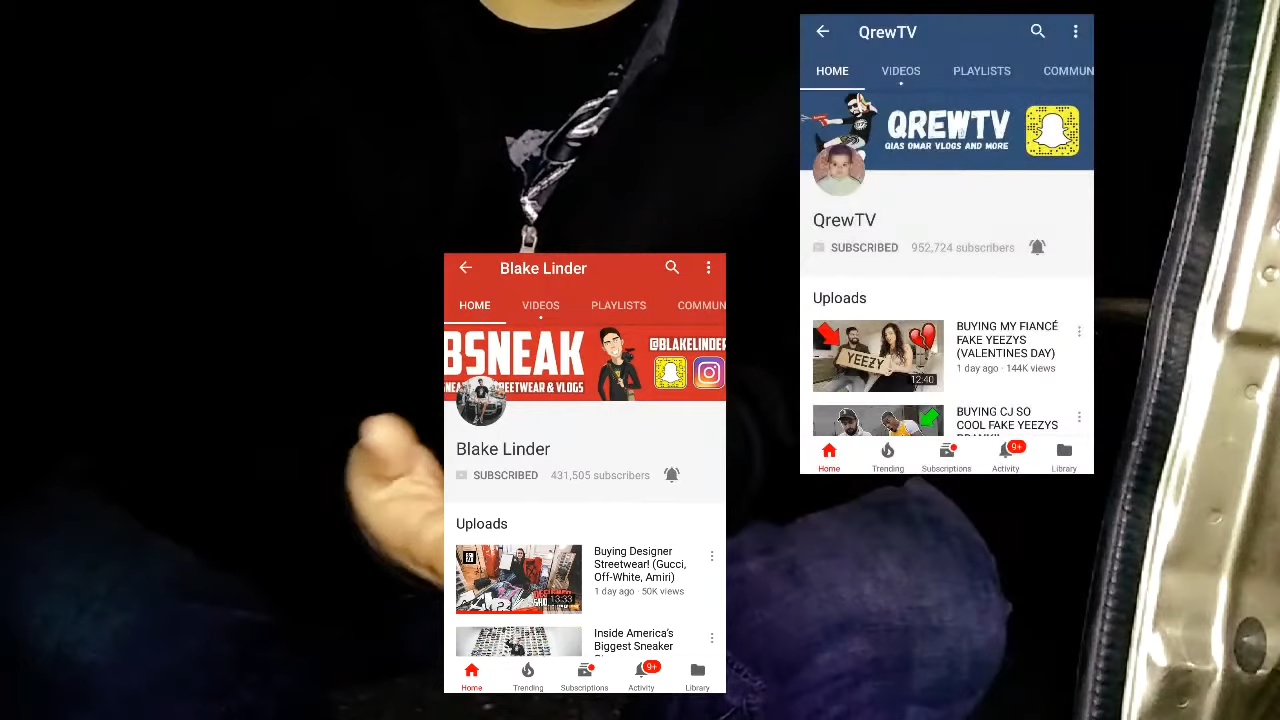 QrewTV
HOME VIDEOS PLAYLISTS COMMUN
QREWTV
QIAS OMAR VLOGS AND MORE
QrewTV
SUBSCRIBED 952,724 subscribers
Uploads
BUYING MY FIANCÉ
FAKE YEEZYS
(VALENTINES DAY)
1 day ago · 144K views
YEEZY
12:40
BUYING CJ SO
COOL FAKE YEEZYS
Home Trending Subscriptions Activity Library
9+
Blake Linder
HOME VIDEOS PLAYLISTS COMMUN
BSNEAK
@BLAKELINDER
STREETWEAR & VLOGS
Blake Linder
SUBSCRIBED 431,505 subscribers
Uploads
Buying Designer
Streetwear! (Gucci,
Off-White, Amiri)
1 day ago · 50K views
13:33
Inside America's
Biggest Sneaker
Home Trending Subscriptions Activity Library
9+